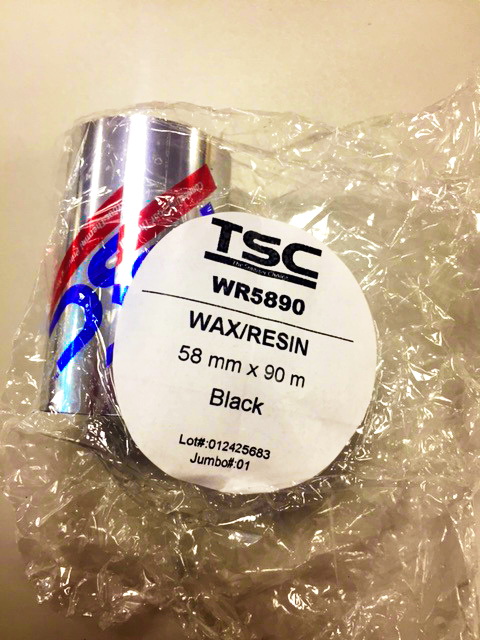 TSC
WR5890
WAX/RESIN
58 mm x 90 m
Black
Lot#:012425683
Jumbo#:01